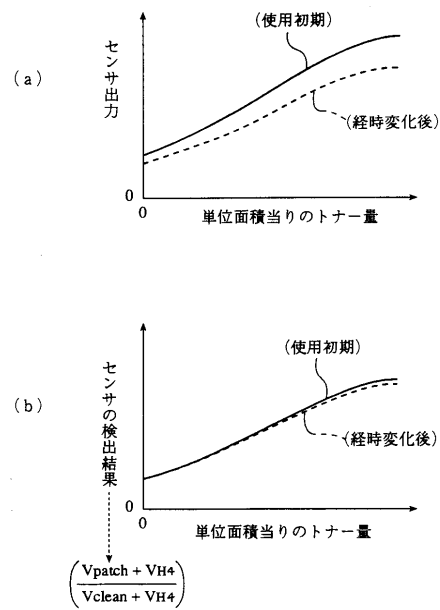 (a)
センサ出力
(使用初期)
(経時変化後)
0
0
単位面積当りのトナー量
(b)
センサの検出結果
(使用初期)
(経時変化後)
0
0
単位面積当りのトナー量
(Vpatch + VH4
Vclean + VH4)